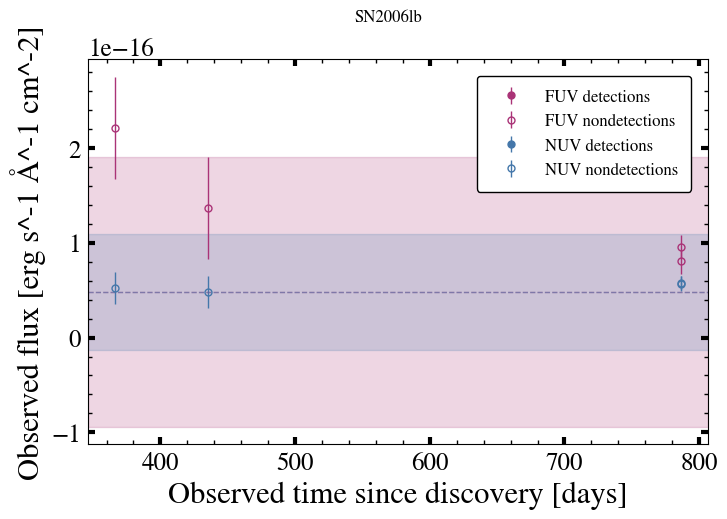 SN2006lb
1e−16
Observed flux [erg s^-1 Å^-1 cm^-2]
2
1
0
−1
FUV detections
FUV nondetections
NUV detections
NUV nondetections
400 500 600 700 800
Observed time since discovery [days]